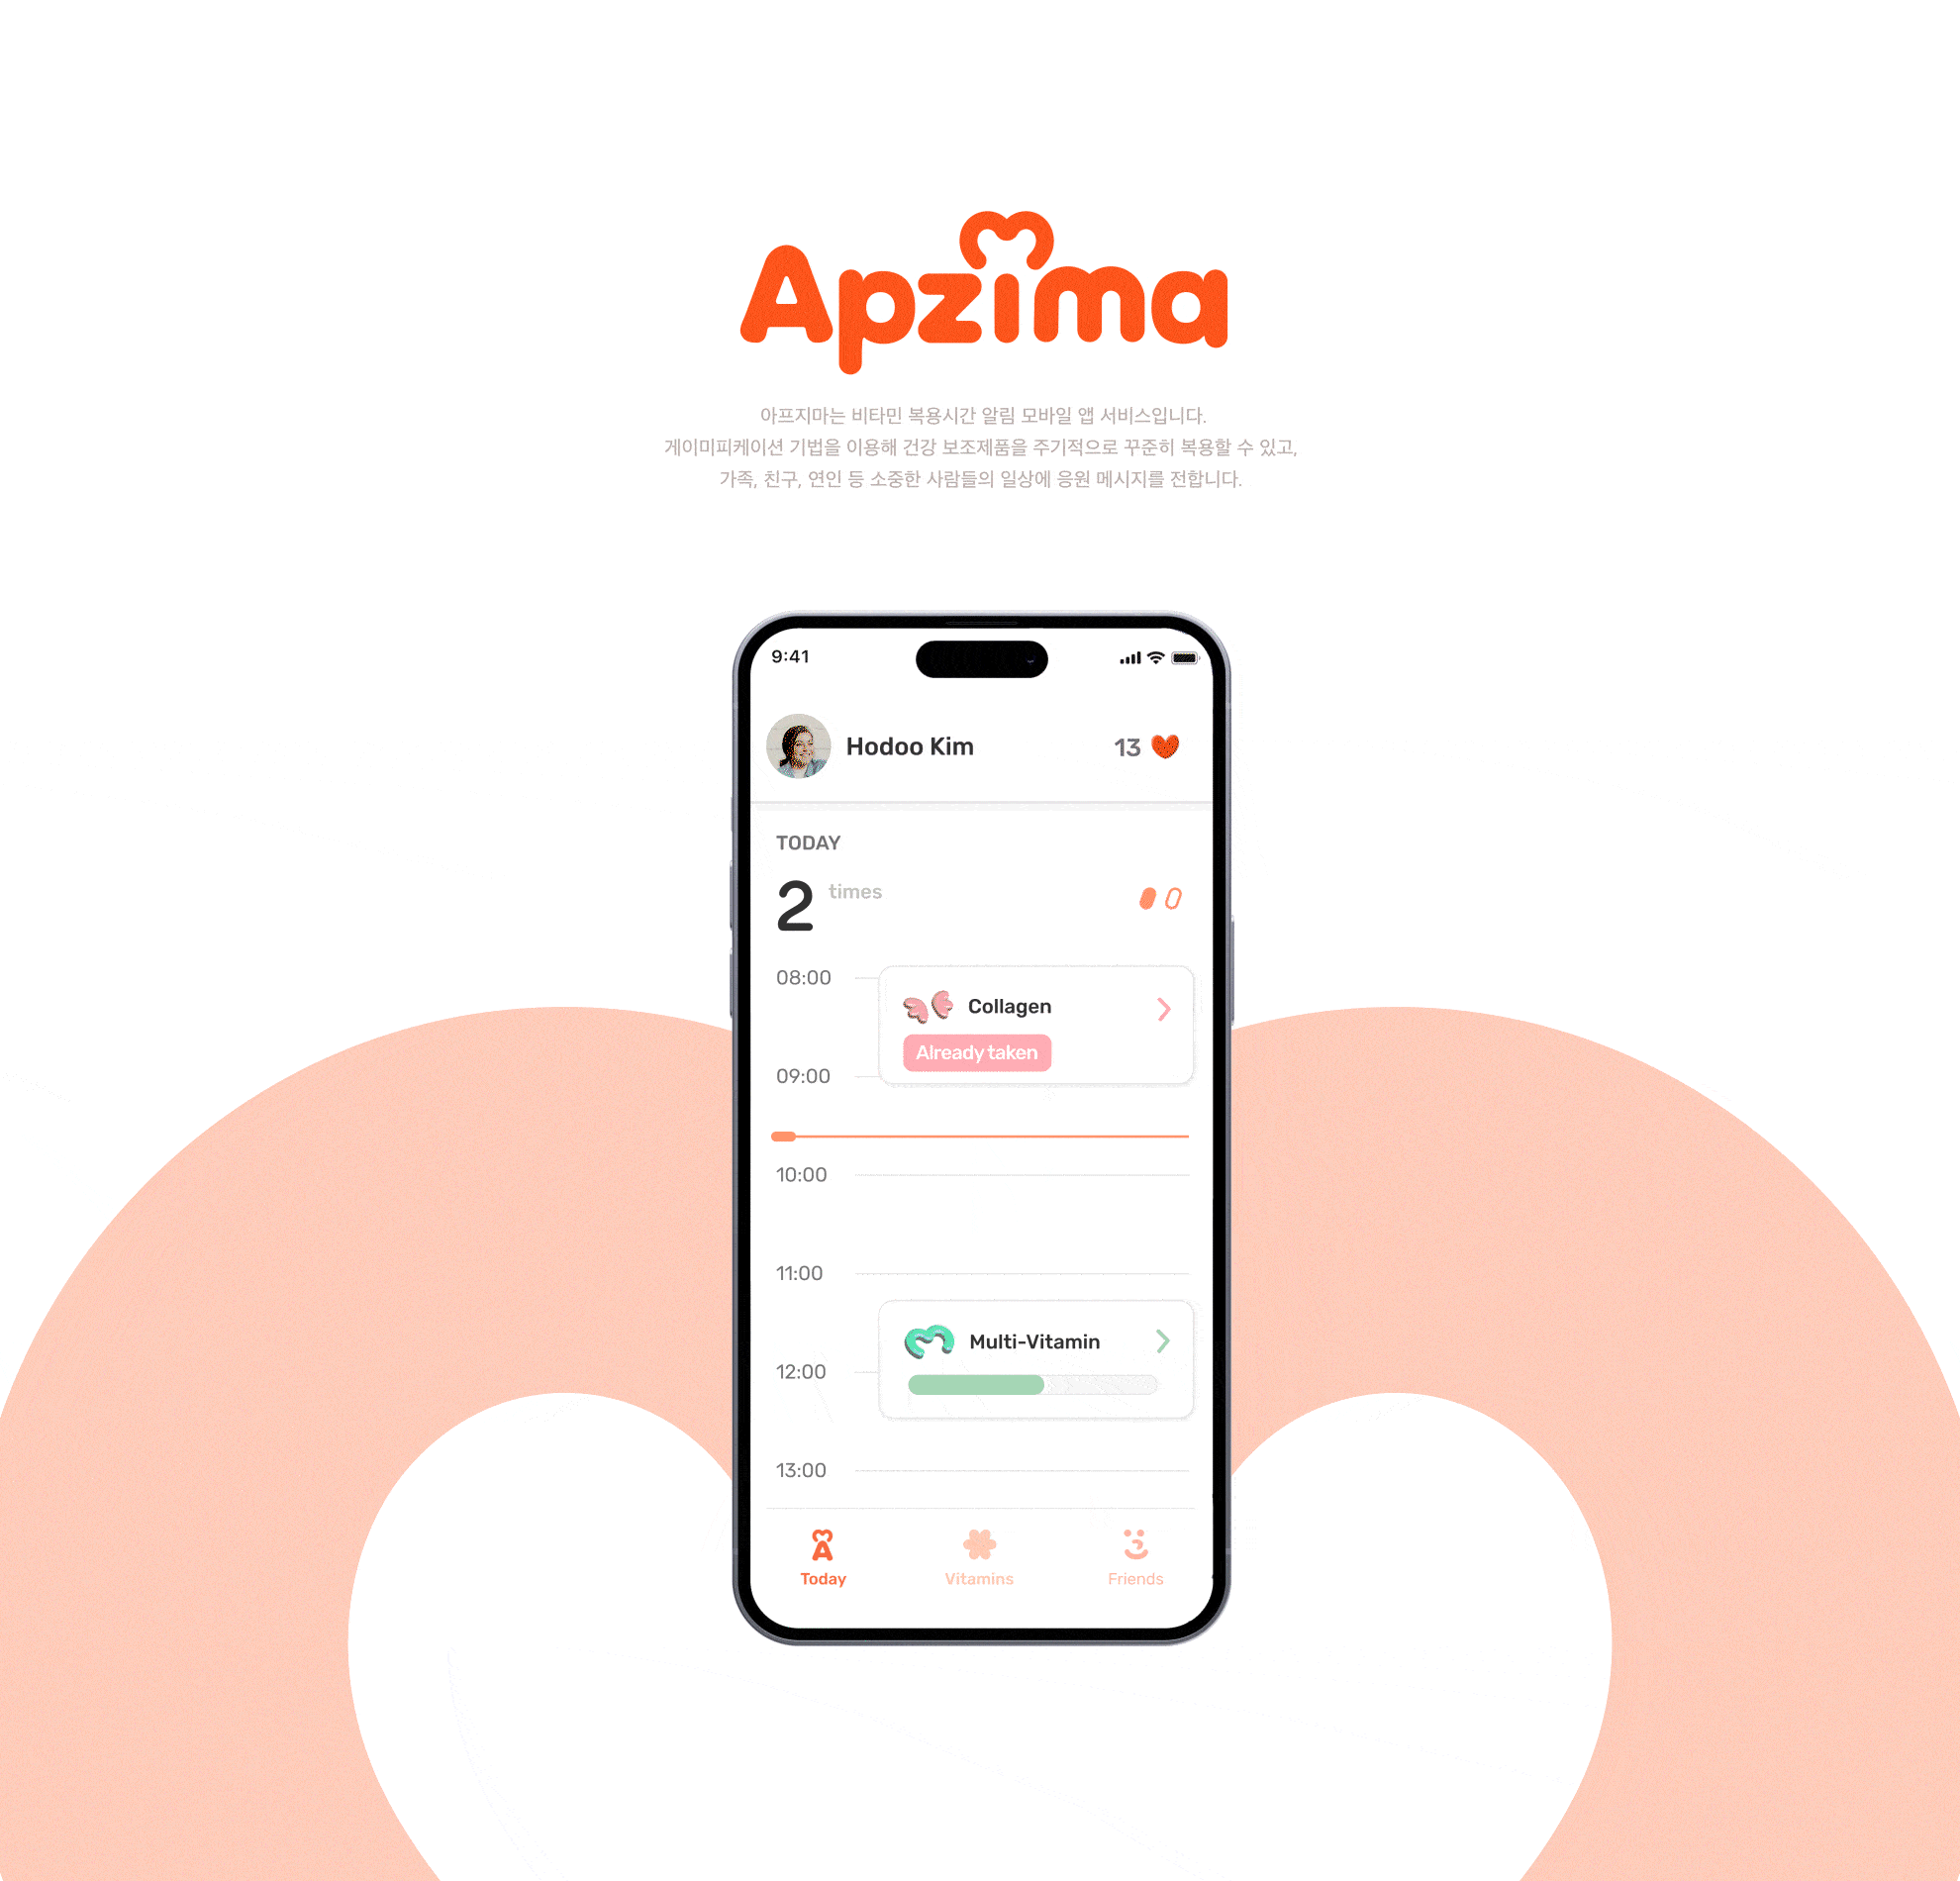 Apzima
아프지마는 비타민 복용시간 알림 모바일 앱 서비스입니다.
게이미피케이션 기법을 이용해 건강 보조제품을 주기적으로 꾸준히 복용할 수 있고,
가족, 친구, 연인 등 소중한 사람들의 일상에 응원 메시지를 전합니다.
9:41
Hodoo Kim 13
TODAY
2 times
08:00
Collagen
Already taken
09:00
10:00
11:00
Multi-Vitamin
12:00
13:00
Today Vitamins Friends